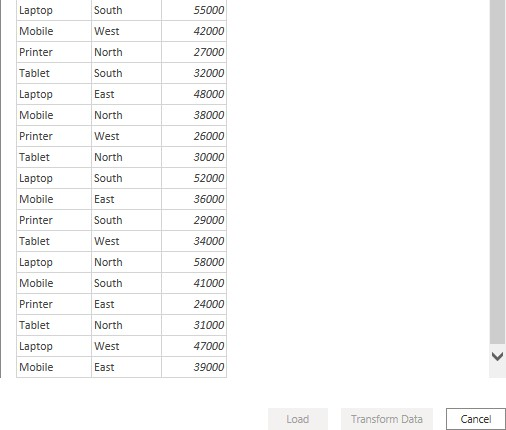 Laptop South 55000
Mobile West 42000
Printer North 27000
Tablet South 32000
Laptop East 48000
Mobile North 38000
Printer West 26000
Tablet North 30000
Laptop South 52000
Mobile East 36000
Printer South 29000
Tablet West 34000
Laptop North 58000
Mobile South 41000
Printer East 24000
Tablet North 31000
Laptop West 47000
Mobile East 39000
Load Transform Data Cancel